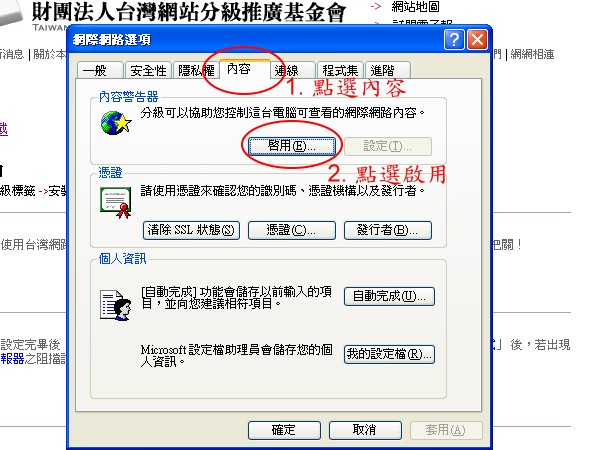 財團法人台灣網站分級推廣基金會
TAIWAN
-> 網站地圖
消息 | 關於本
們 | 網網相連
網際網路選項
一般 安全性 隱私權 內容 連線 程式集 進階
1. 點選內容
內容警告器
分級可以協助您控制這台電腦可查看的網際網路內容。
啓用(E)... 設定(T)...
2. 點選啟用
級標籤 ->安裝
憑證
請使用憑證來確認您的識別碼、憑證機構以及發行者。
清除 SSL 狀態(S) 憑證(C)... 發行者(B)...
使用台灣網路
把關！
個人資訊
[自動完成] 功能會儲存以前輸入的項
目，並向您建議相符項目。
自動完成(U)...
設定完畢後
」 後，若出現
Microsoft 設定檔助理員會儲存您的個
人資訊。
我的設定檔(R)...
報器之阻擋
確定 取消 套用(A)